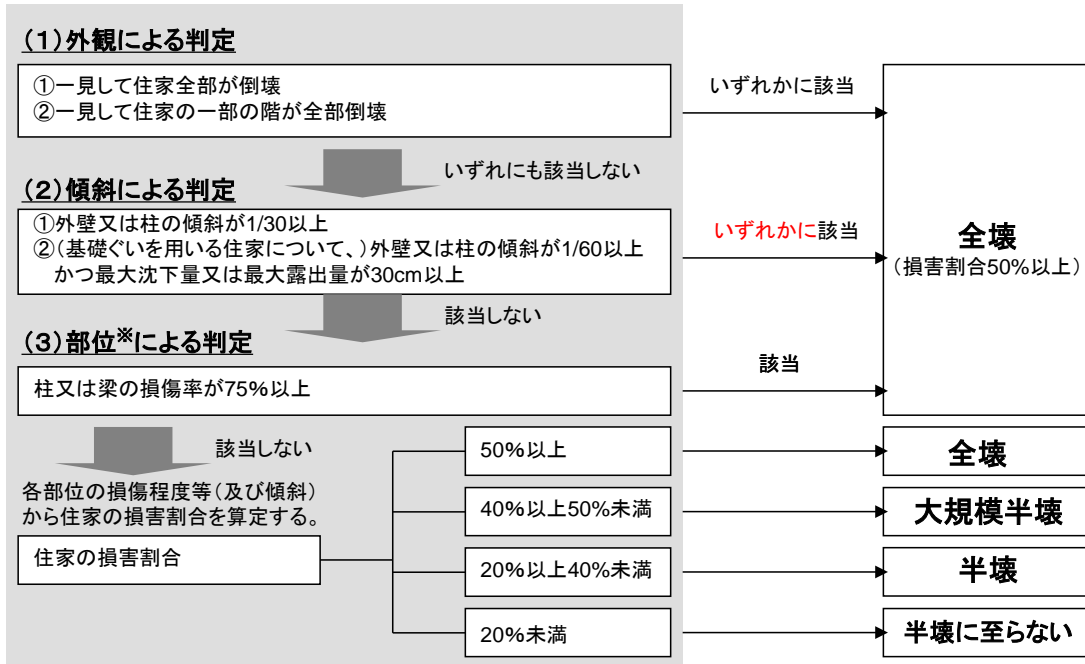 (1)外観による判定
①一見して住家全部が倒壊
②一見して住家の一部の階が全部倒壊
いずれかに該当
いずれにも該当しない
(2)傾斜による判定
①外壁又は柱の傾斜が1/30以上
②(基礎ぐいを用いる住家について、)外壁又は柱の傾斜が1/60以上
かつ最大沈下量又は最大露出量が30cm以上
いずれかに該当
全壊
(損害割合50%以上)
該当しない
(3)部位※による判定
柱又は梁の損傷率が75%以上
該当
該当しない
各部位の損傷程度等(及び傾斜)
から住家の損害割合を算定する。
住家の損害割合
50%以上
全壊
40%以上50%未満
大規模半壊
20%以上40%未満
半壊
20%未満
半壊に至らない